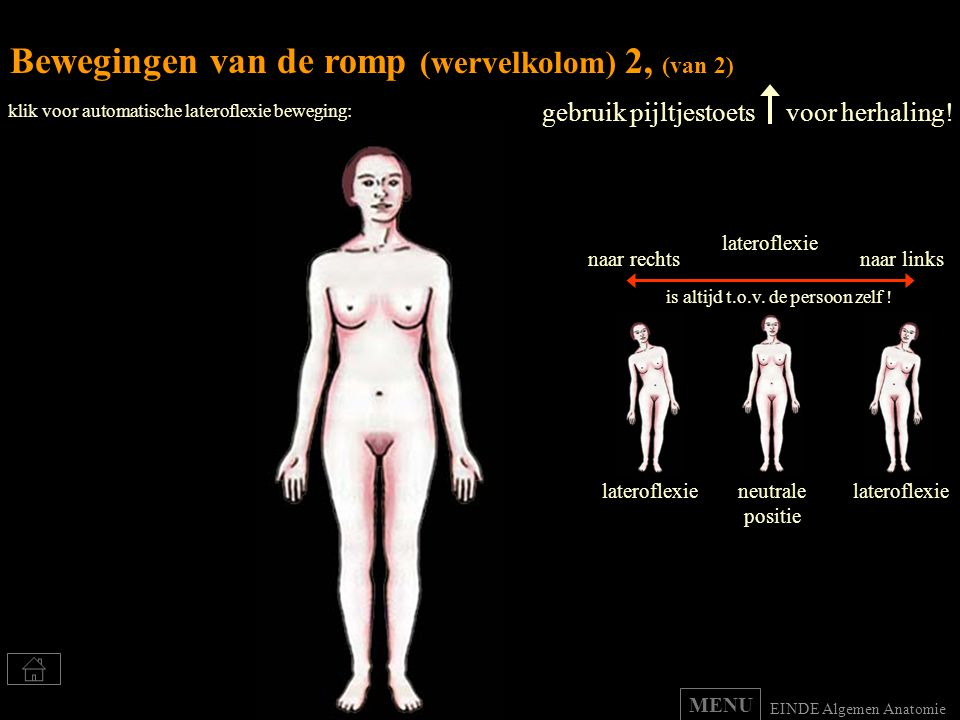 Bewegingen van de romp (wervelkolom) 2, (van 2)
klik voor automatische lateroflexie beweging:
gebruik pijltjestoets voor herhaling!
lateroflexie
naar rechts naar links
is altijd t.o.v. de persoon zelf !
lateroflexie neutrale lateroflexie
positie
MENU EINDE Algemen Anatomie